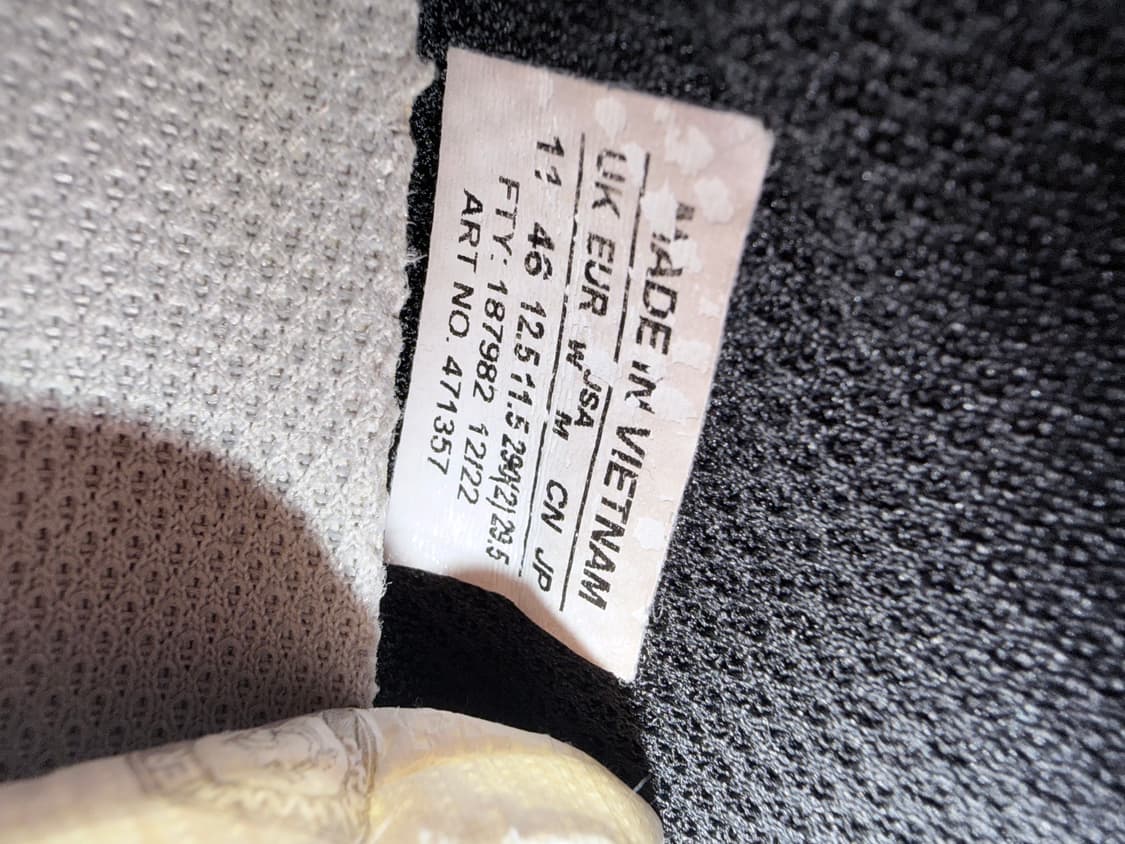 MADE IN VIETNAM
UK EUR USA CN JP
W M
11 46 12.5 11.5 290(2) 29.5
FTY: 187982 12/22
ART NO. 471357